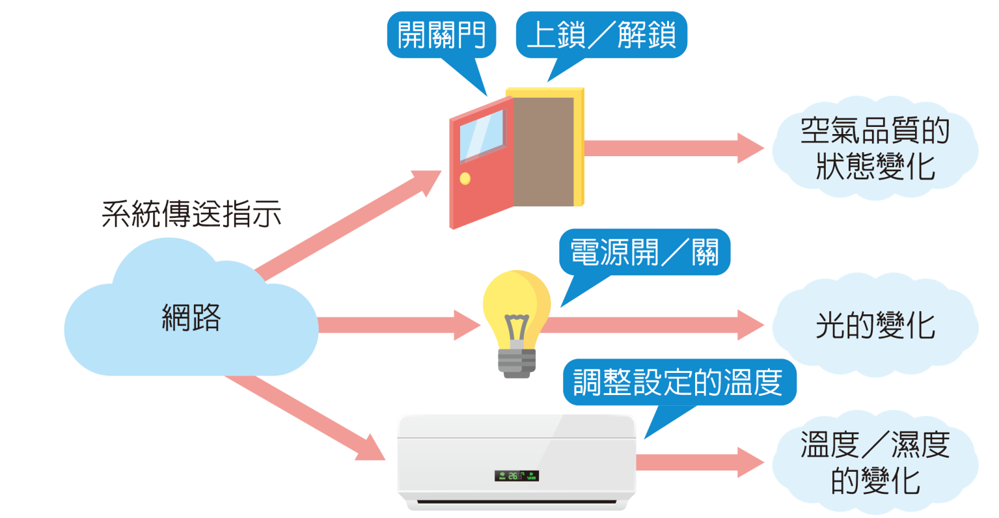 開關門
上鎖／解鎖
空氣品質的
狀態變化
系統傳送指示
網路
電源開／關
光的變化
調整設定的溫度
26
溫度／濕度
的變化